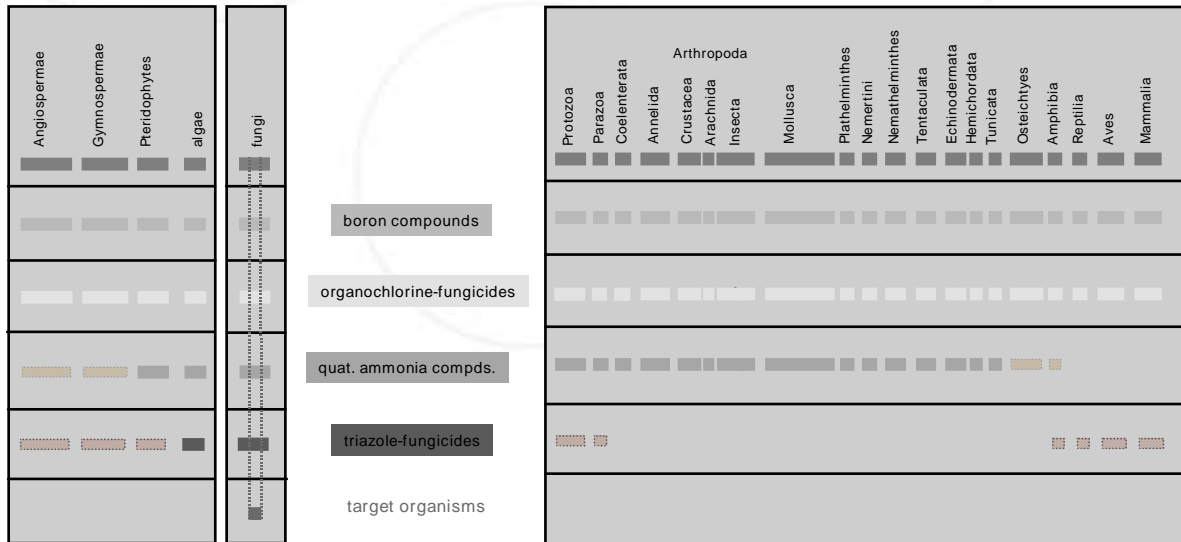 Angiospermae
Gymnospermae
Pteridophytes
algae
fungi
Arthropoda
Protozoa
Parazoa
Coelenterata
Annelida
Crustacea
Arachnida
Insecta
Mollusca
Plathelminthes
Nemertini
Nemathelminthes
Tentaculata
Echinodermata
Hemichordata
Tunicata
Osteichtyes
Amphibia
Reptilia
Aves
Mammalia
boron compounds
organochlorine-fungicides
quat. ammonia compds.
triazole-fungicides
target organisms